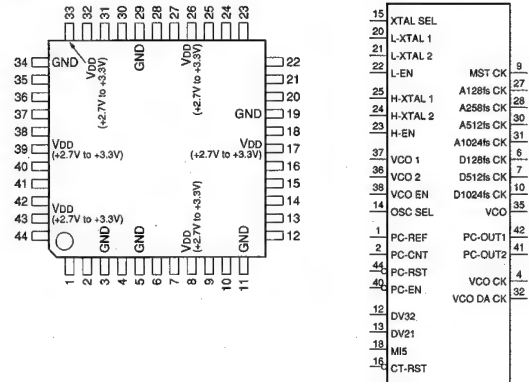 33 32 31 30 29 28 27 26 25 24 23
34 GND
VDD
(+2.7V to +3.3V)
GND
VDD
(+2.7V to +3.3V)
22
35 21
36 20
37 GND 19
38 18
39 VDD
(+2.7V to +3.3V)
VDD 17
(+2.7V to +3.3V)
40 16
41 15
42 14
43 VDD
(+2.7V to +3.3V)
13
44 12
GND
GND
VDD
(+2.7V to +3.3V)
GND
1 2 3 4 5 6 7 8 9 10 11
15 XTAL SEL
20 L-XTAL 1
21 L-XTAL 2
22 L-EN
25 H-XTAL 1
24 H-XTAL 2
23 H-EN
37 VCO 1
36 VCO 2
38 VCO EN
14 OSC SEL
1 PC-REF
2 PC-CNT
44 PC-RST
40 PC-EN
12 DV32
13 DV21
18 MI5
16 CT-RST
MST CK 9
A128fs CK 27
A258fs CK 28
A512fs CK 30
A1024fs CK 31
D128fs CK 6
D512fs CK 7
D1024fs CK 10
VCO 35
PC-OUT1 42
PC-OUT2 41
VCO CK 4
VCO DA CK 32